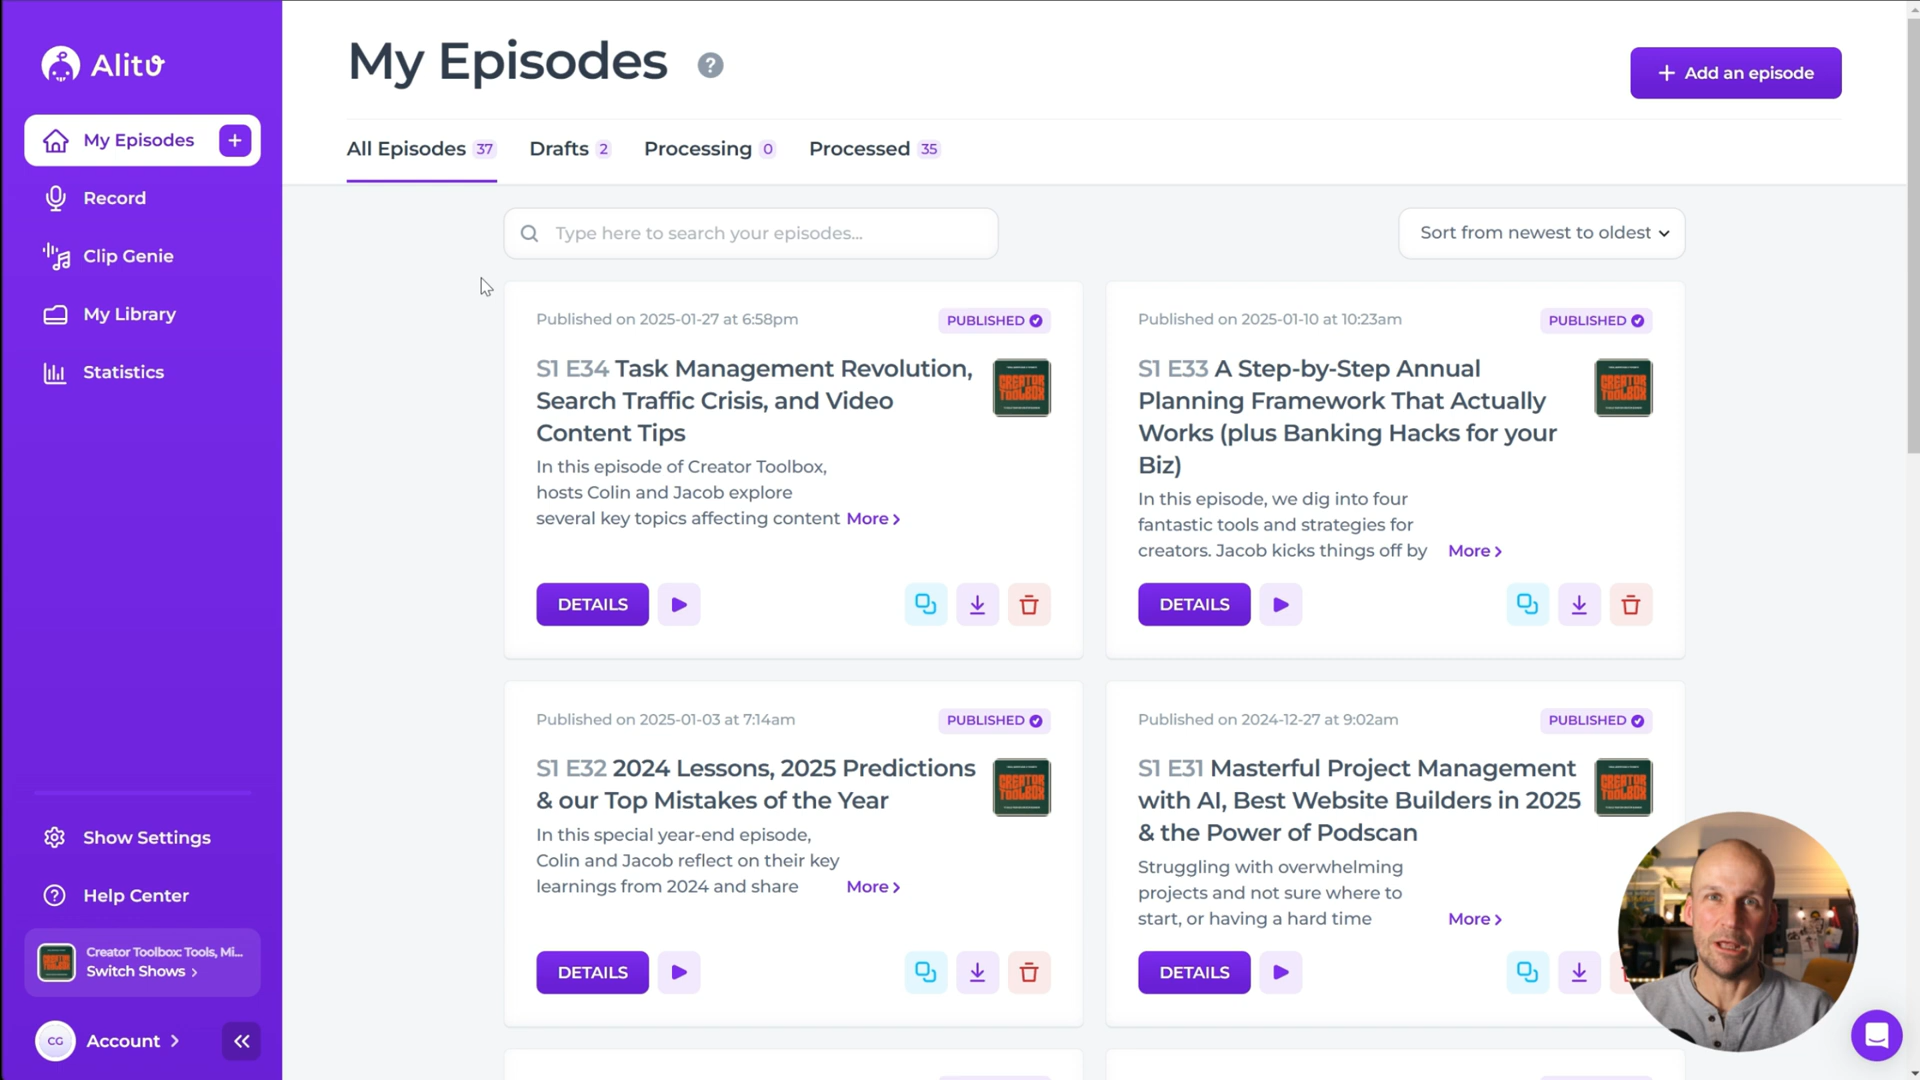 Alitu
My Episodes
Record
Clip Genie
My Library
Statistics
Show Settings
Help Center
Creator Toolbox: Tools, Mi...
Switch Shows
CG
Account
My Episodes
?
Add an episode
All Episodes 37
Drafts 2
Processing 0
Processed 35
Type here to search your episodes...
Sort from newest to oldest
Published on 2025-01-27 at 6:58pm
PUBLISHED
S1 E34 Task Management Revolution,
Search Traffic Crisis, and Video
Content Tips
CREATOR
TOOLBOX
In this episode of Creator Toolbox,
hosts Colin and Jacob explore
several key topics affecting content More
DETAILS
Published on 2025-01-10 at 10:23am
PUBLISHED
S1 E33 A Step-by-Step Annual
Planning Framework That Actually
Works (plus Banking Hacks for your
Biz)
CREATOR
TOOLBOX
In this episode, we dig into four
fantastic tools and strategies for
creators. Jacob kicks things off by More
DETAILS
Published on 2025-01-03 at 7:14am
PUBLISHED
S1 E32 2024 Lessons, 2025 Predictions
& our Top Mistakes of the Year
CREATOR
TOOLBOX
In this special year-end episode,
Colin and Jacob reflect on their key
learnings from 2024 and share More
DETAILS
Published on 2024-12-27 at 9:02am
PUBLISHED
S1 E31 Masterful Project Management
with AI, Best Website Builders in 2025
& the Power of Podscan
CREATOR
TOOLBOX
Struggling with overwhelming
projects and not sure where to
start, or having a hard time More
DETAILS